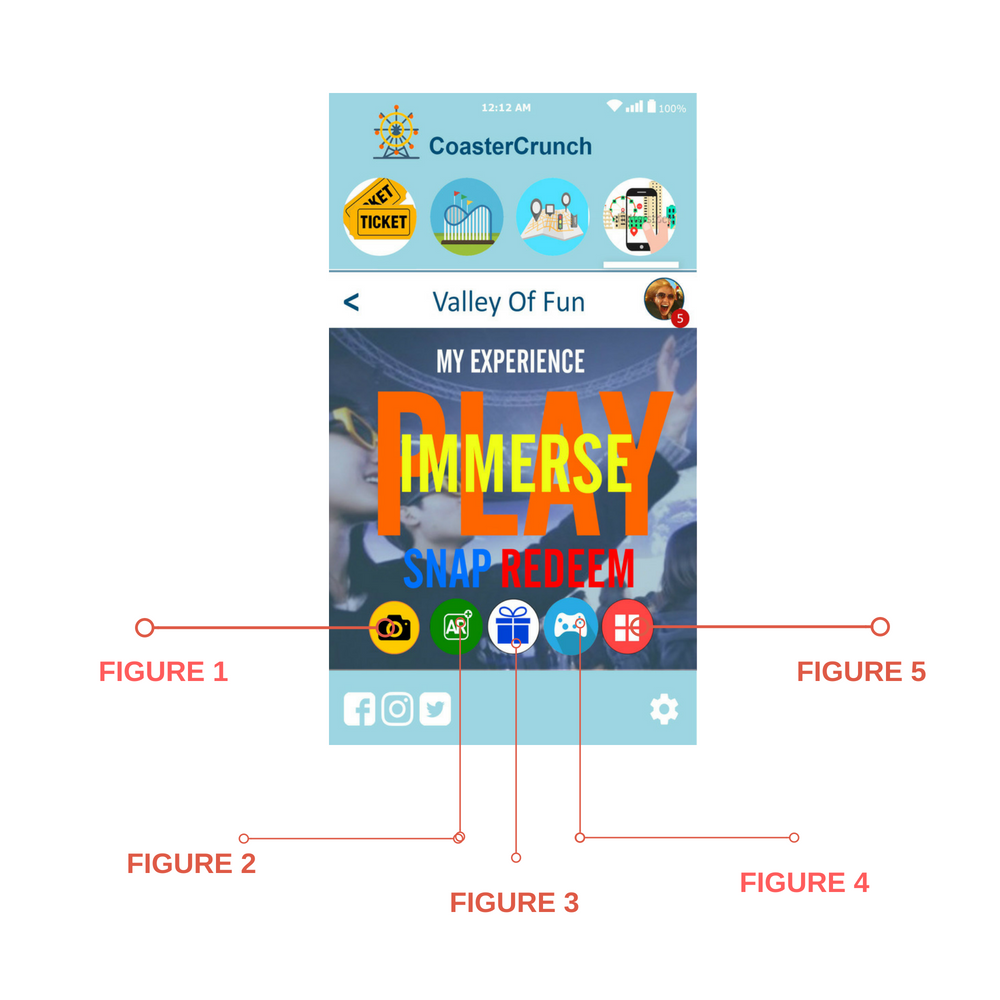 12:12 AM
100%
CoasterCrunch
KET
TICKET
<
Valley Of Fun
5
MY EXPERIENCE
PLAY
IMMERSE
SNAP REDEEM
AR
FIGURE 1
FIGURE 5
FIGURE 2
FIGURE 4
FIGURE 3